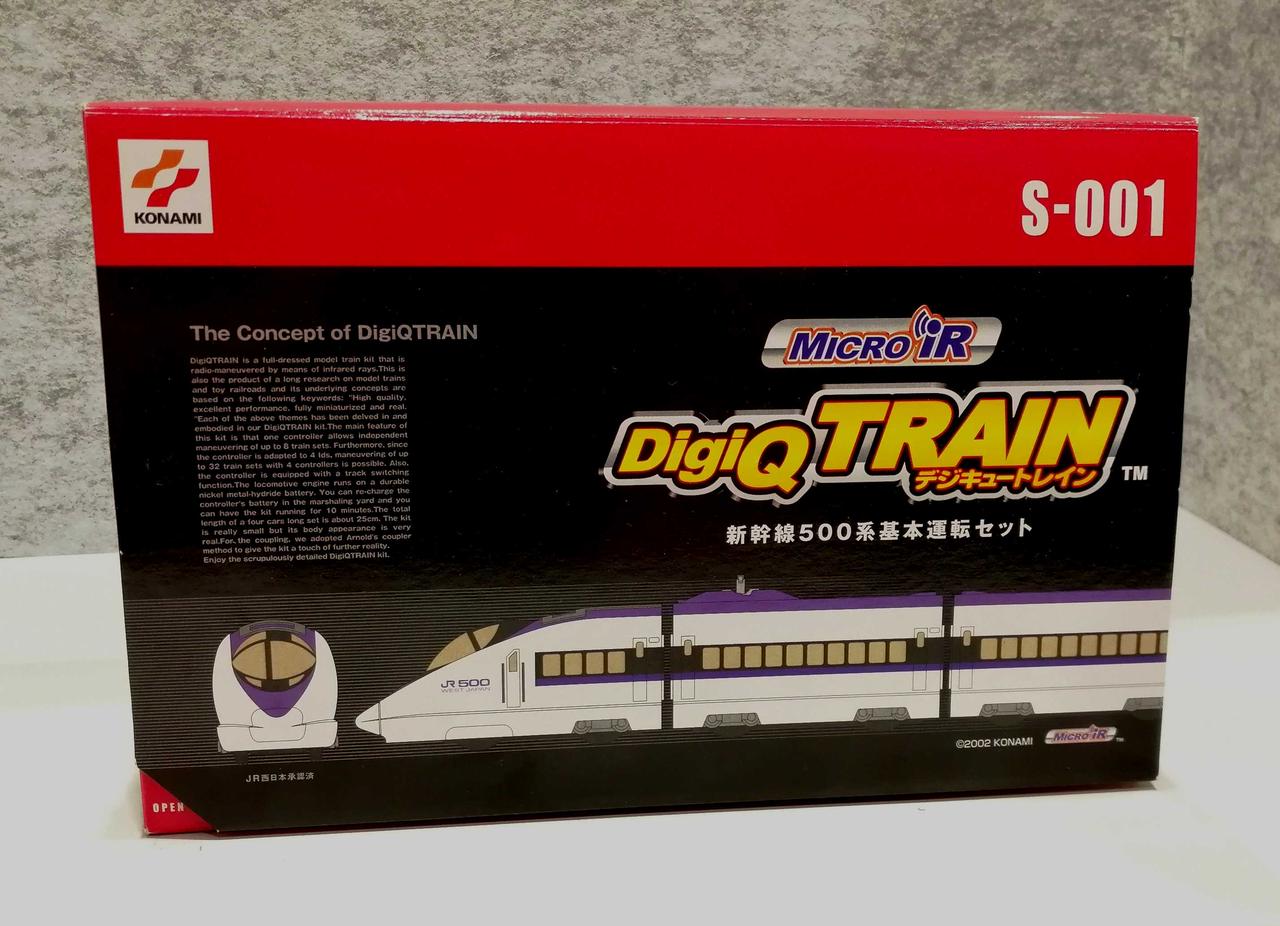 KONAMI
S-001
The Concept of DigiQTRAIN
DigiQTRAIN is a full-dressed model train kit that is
radio-maneuvered by means of infrared rays.This is
also the product of a long research on model trains
and toy railroads and its underlying concepts are
based on the following keywords: "High quality,
excellent performance, fully miniaturized and real.
"Each of the above themes has been delved in and
embodied in our DigiQTRAIN kit.The main feature of
this kit is that one controller allows independent
maneuvering of up to 8 train sets. Furthermore, since
the controller is adapted to 4 Ids, maneuvering of up
to 32 train sets with 4 controllers is possible. Also,
the controller is equipped with a track switching
function.The locomotive engine runs on a durable
nickel metal-hydride battery. You can re-charge the
controller's battery in the marshaling yard and you
can have the kit running for 10 minutes.The total
length of a four cars long set is about 25cm. The kit
is really small but its body appearance is very
real.For. the coupling, we adopted Arnold's coupler
method to give the kit a touch of further reality.
Enjoy the scrupulously detailed DigiQTRAIN kit.
MICRO iR
DigiQ TRAIN
デジキュートレイン TM
新幹線500系基本運転セット
JR500
WEST JAPAN
©2002 KONAMI MICRO iR TM
JR西日本承認済
OPEN